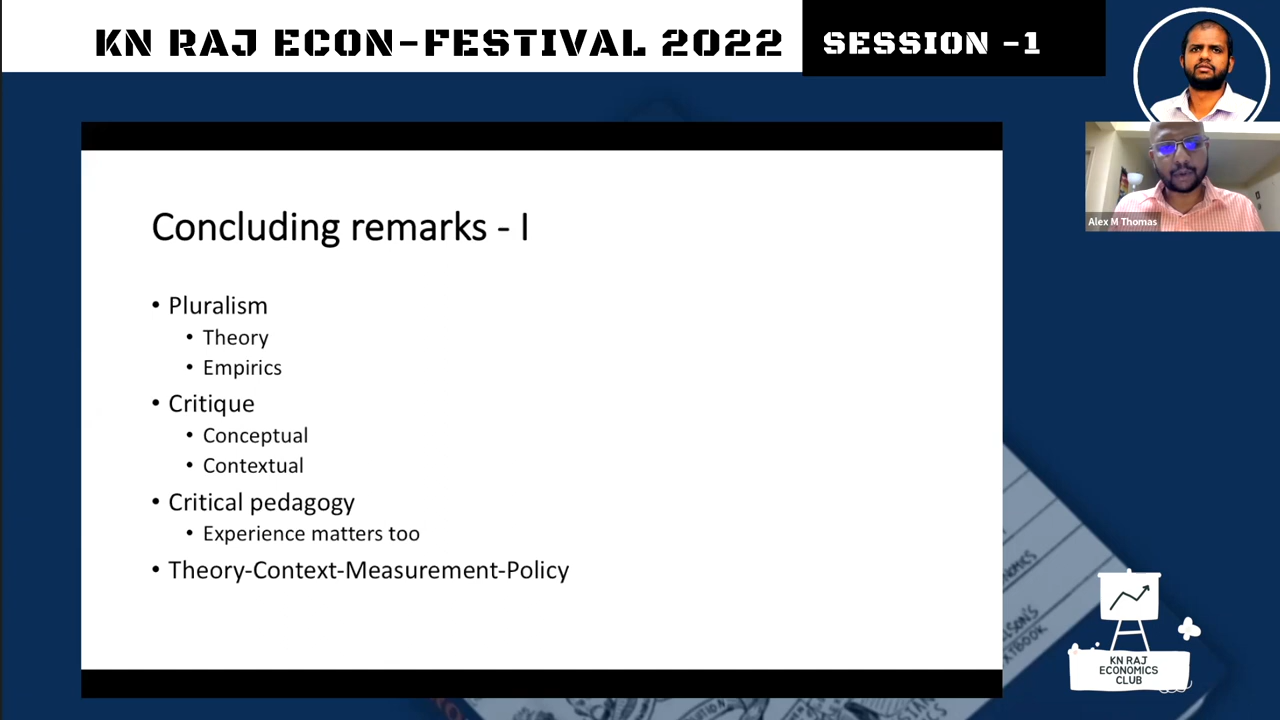 KN RAJ ECON-FESTIVAL 2022
SESSION -1
Alex M Thomas
Concluding remarks - I
• Pluralism
• Theory
• Empirics
• Critique
• Conceptual
• Contextual
• Critical pedagogy
• Experience matters too
• Theory-Context-Measurement-Policy
KN RAJ
ECONOMICS
CLUB